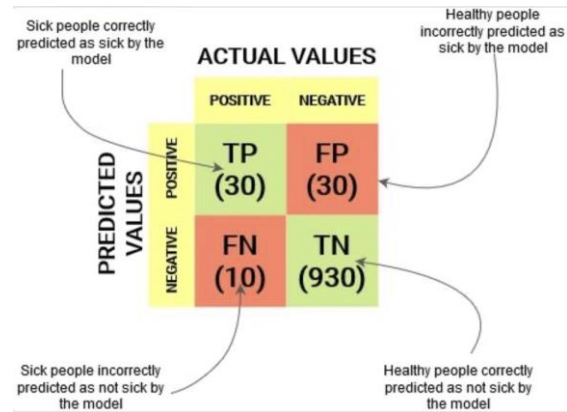 Sick people correctly
predicted as sick by the
model
Healthy people
incorrectly predicted as
sick by the model
ACTUAL VALUES
POSITIVE
NEGATIVE
PREDICTED
VALUES
POSITIVE
TP
(30)
FP
(30)
NEGATIVE
FN
(10)
TN
(930)
Sick people incorrectly
predicted as not sick by
the model
Healthy people correctly
predicted as not sick by
the model